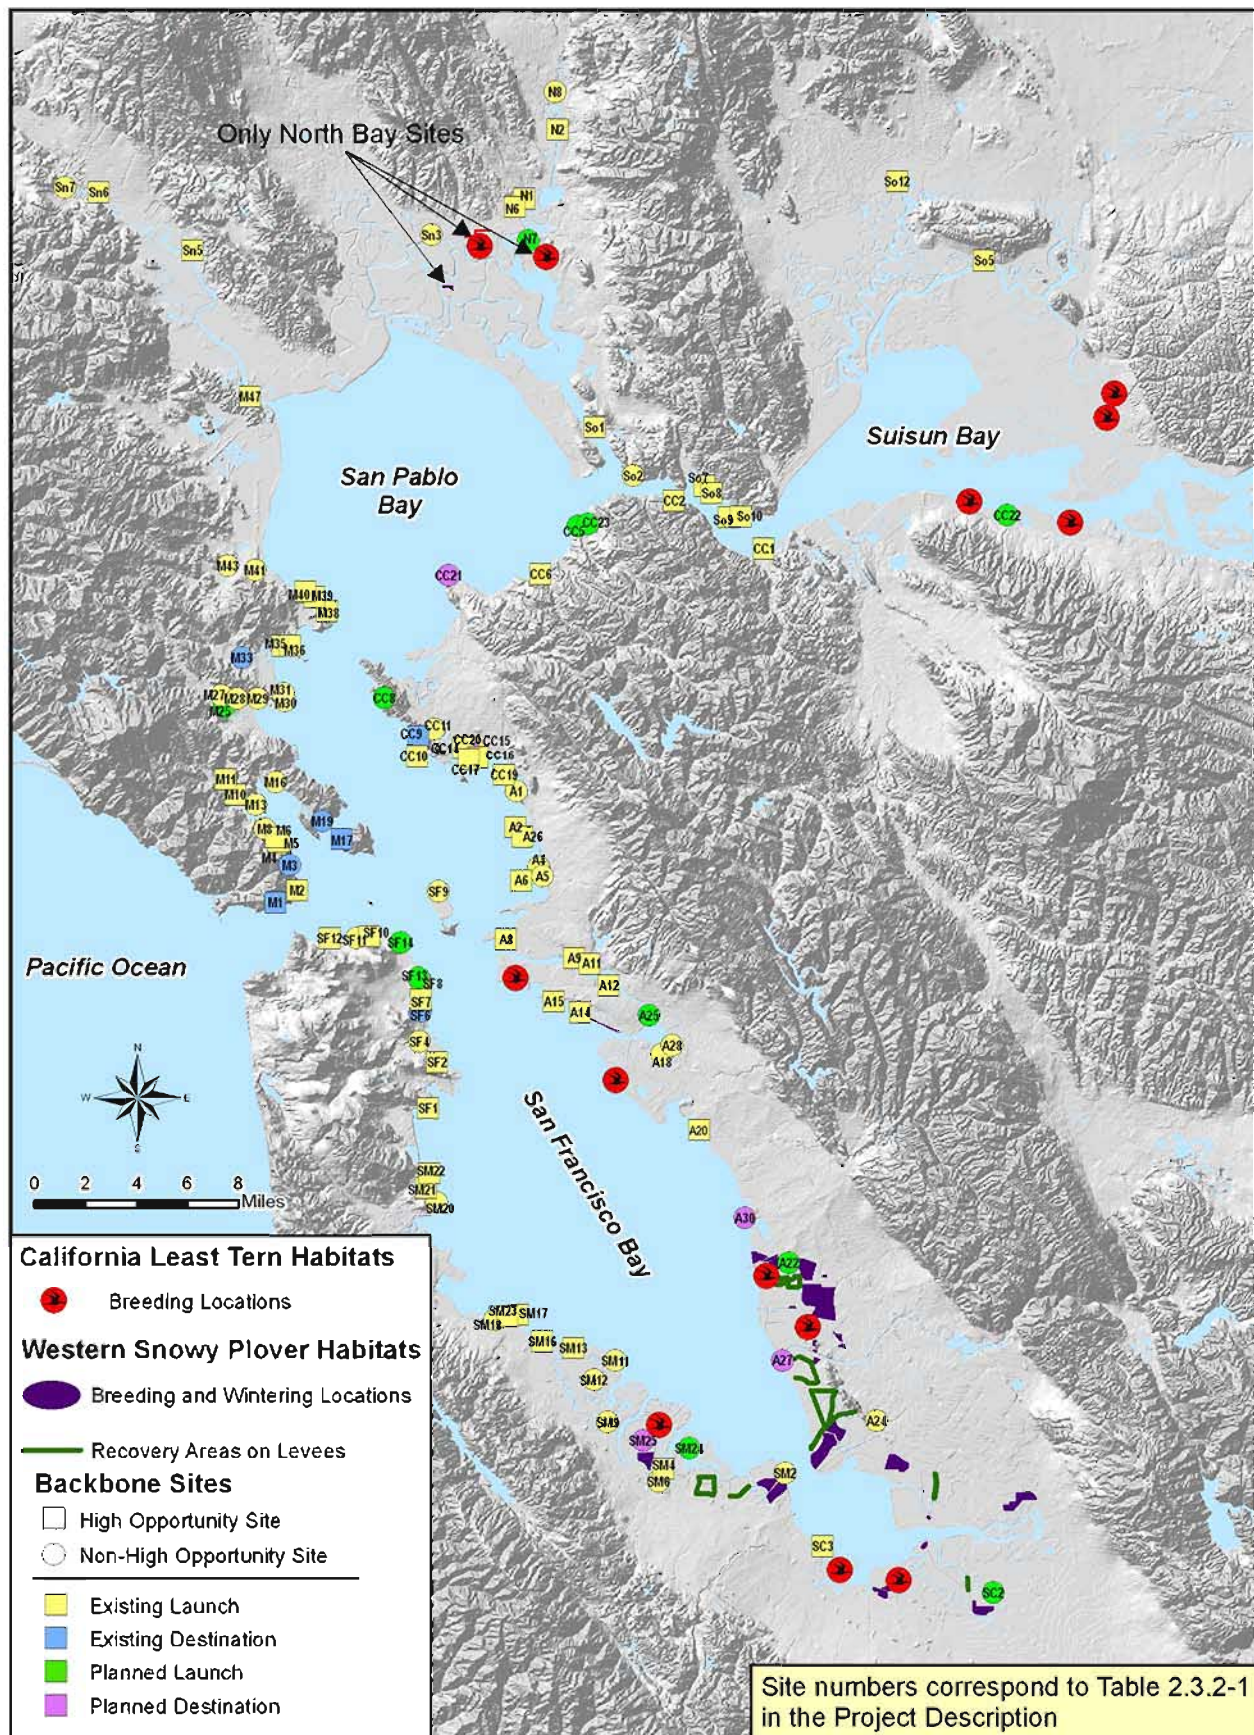 N8
N2
Only North Bay Sites
So12
Sn7
Sn6
N1
N6
Sn3
N7
Sn5
So5
M47
So1
Suisun Bay
San Pablo
Bay
So2
So7
So8
CC2
So9
So10
CC22
CC23
CC5
CC1
M43
M41
CC21
CC6
M40
M39
M38
M35
M36
M33
M27
M28
M29
M31
M30
M25
CC8
CC11
CC9
CC20
CC15
CC14
CC10
CC16
CC17
CC19
M11
M16
A1
M10
M13
M19
M8
M6
M17
A2
A26
M5
M4
M3
A4
A5
A6
M2
M1
SF9
SF12
SF11
SF10
SF14
A8
Pacific Ocean
A9
A11
SF13
SF8
A12
SF7
A15
A14
SF6
A25
SF4
A28
A18
SF2
N
W
E
S
SF1
A20
San Francisco Bay
SM22
SM21
SM20
0 2 4 6 8
Miles
A30
A22
SM23
SM17
SM18
SM16
SM13
SM11
A27
SM12
SM9
A24
SM25
SM24
SM4
SM6
SM2
SC3
SC2
California Least Tern Habitats
Breeding Locations
Western Snowy Plover Habitats
Breeding and Wintering Locations
Recovery Areas on Levees
Backbone Sites
High Opportunity Site
Non-High Opportunity Site
Existing Launch
Existing Destination
Planned Launch
Planned Destination
Site numbers correspond to Table 2.3.2-1
in the Project Description